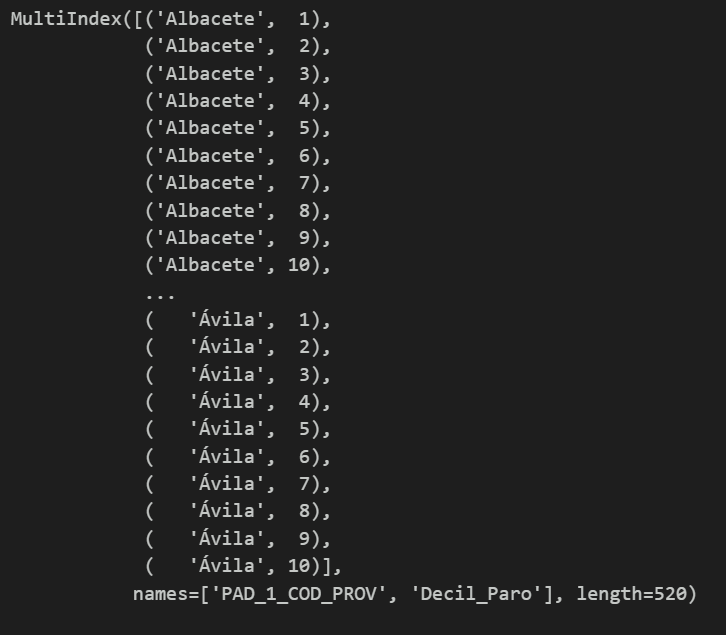 MultiIndex([('Albacete',  1),
            ('Albacete',  2),
            ('Albacete',  3),
            ('Albacete',  4),
            ('Albacete',  5),
            ('Albacete',  6),
            ('Albacete',  7),
            ('Albacete',  8),
            ('Albacete',  9),
            ('Albacete', 10),
            ...
            (   'Ávila',  1),
            (   'Ávila',  2),
            (   'Ávila',  3),
            (   'Ávila',  4),
            (   'Ávila',  5),
            (   'Ávila',  6),
            (   'Ávila',  7),
            (   'Ávila',  8),
            (   'Ávila',  9),
            (   'Ávila', 10)],
           names=['PAD_1_COD_PROV', 'Decil_Paro'], length=520)